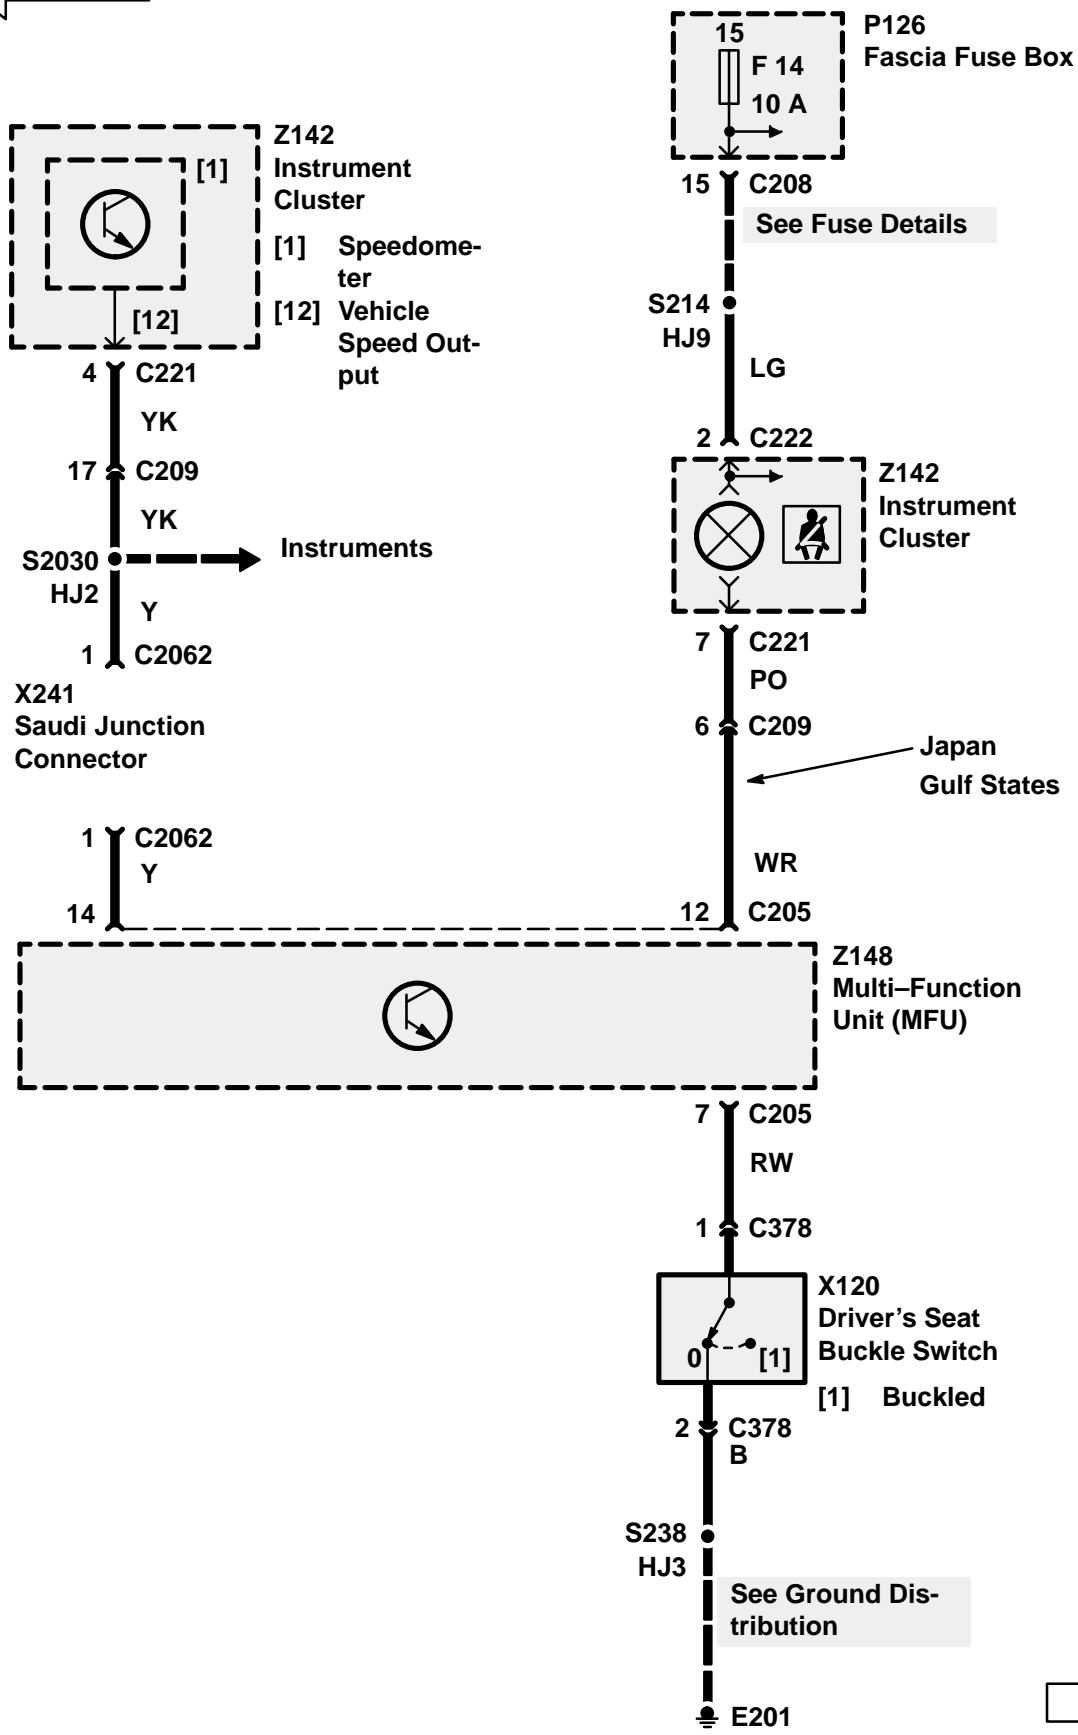 P126
Fascia Fuse Box
15
F 14
10 A
15 C208
See Fuse Details
S214
HJ9
LG
2 C222
Z142
Instrument
Cluster
7 C221
PO
6 C209
Japan
Gulf States
WR
12 C205
Z142
Instrument
Cluster
[1]
[1] Speedome-
ter
[12] Vehicle
Speed Out-
put
[12]
4 C221
YK
17 C209
YK
S2030
HJ2
Instruments
Y
1 C2062
X241
Saudi Junction
Connector
1 C2062
Y
14
Z148
Multi–Function
Unit (MFU)
7 C205
RW
1 C378
X120
Driver’s Seat
Buckle Switch
0 [1]
[1] Buckled
2 C378
B
S238
HJ3
See Ground Dis-
tribution
E201